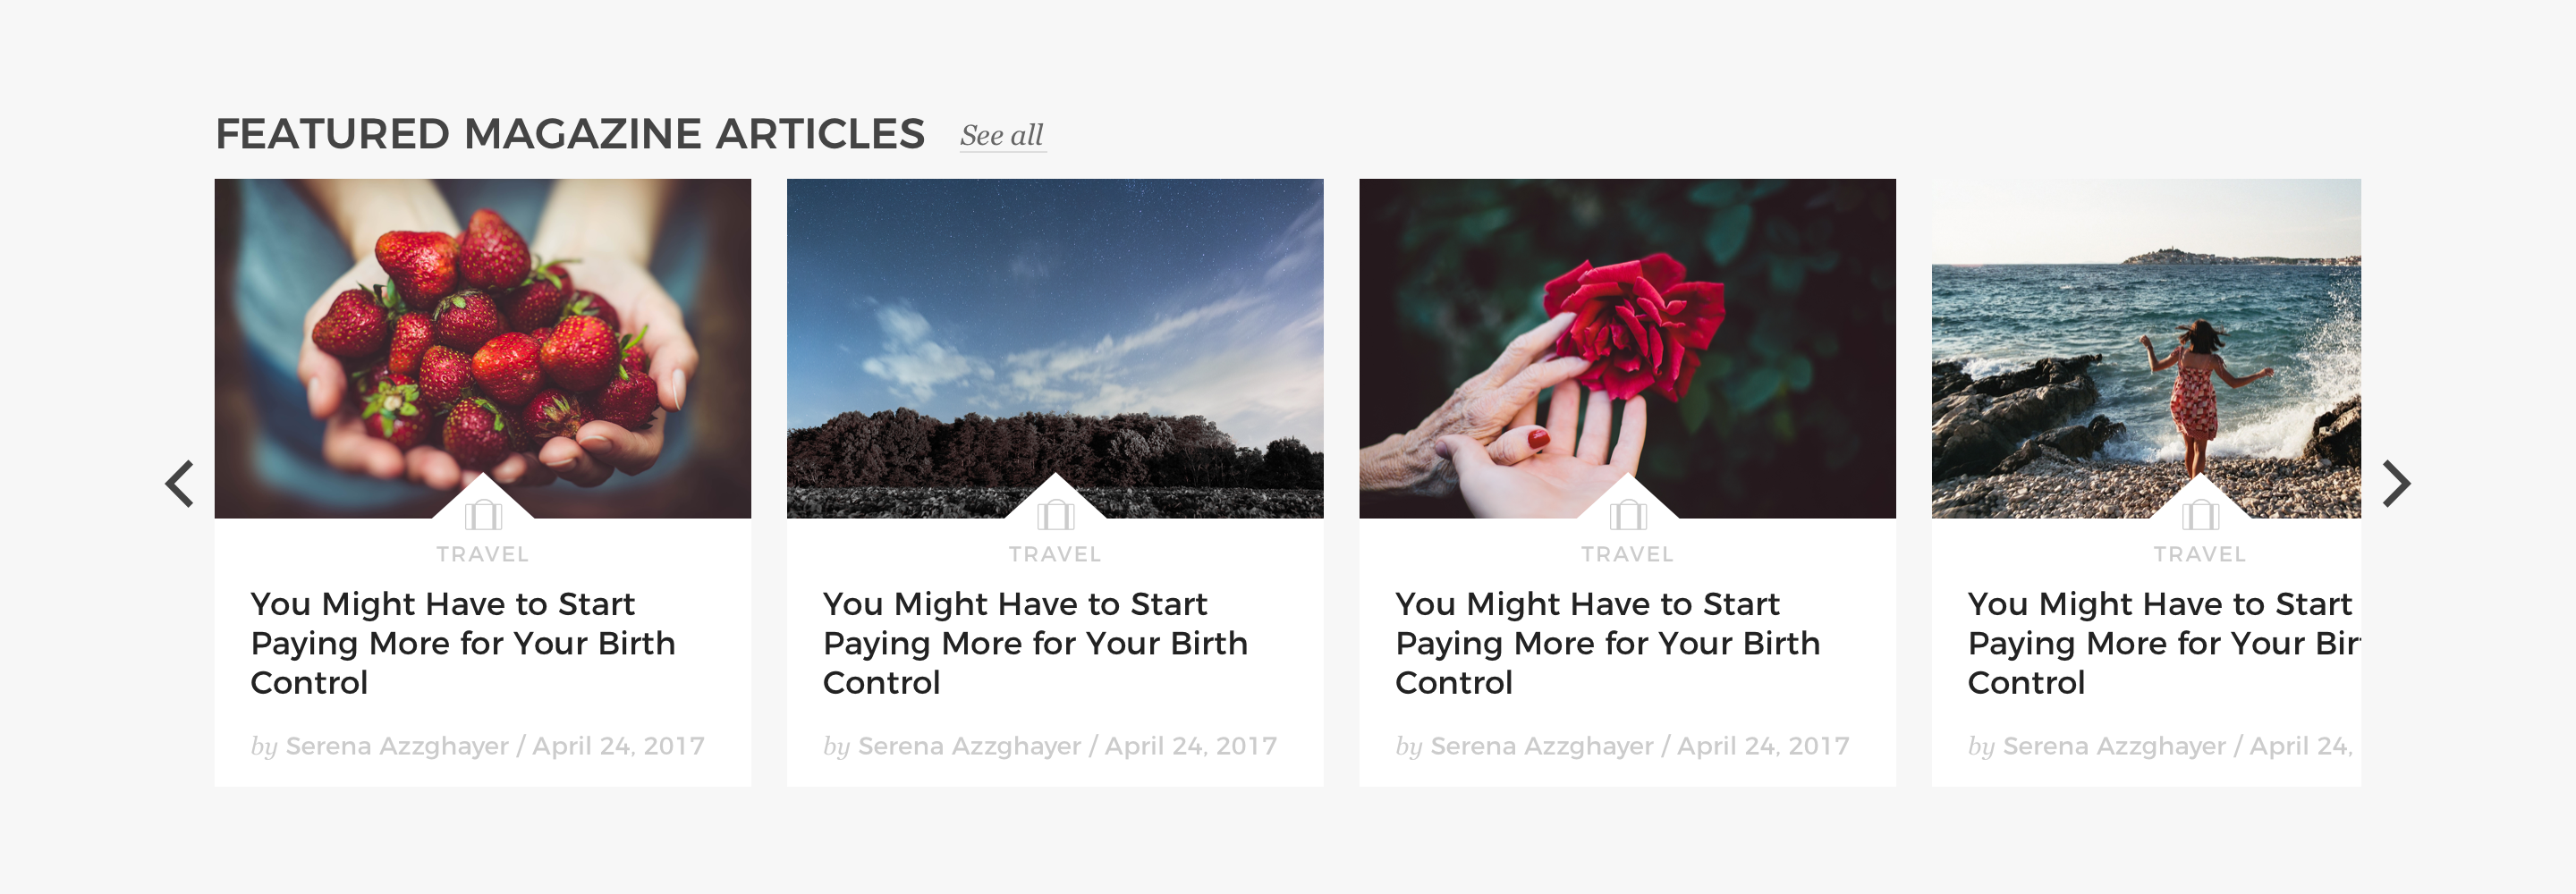 FEATURED MAGAZINE ARTICLES See all
TRAVEL
You Might Have to Start
Paying More for Your Birth
Control
by Serena Azzghayer / April 24, 2017
TRAVEL
You Might Have to Start
Paying More for Your Birth
Control
by Serena Azzghayer / April 24, 2017
TRAVEL
You Might Have to Start
Paying More for Your Birth
Control
by Serena Azzghayer / April 24, 2017
TRAVEL
You Might Have to Start
Paying More for Your Bir
Control
by Serena Azzghayer / April 24,